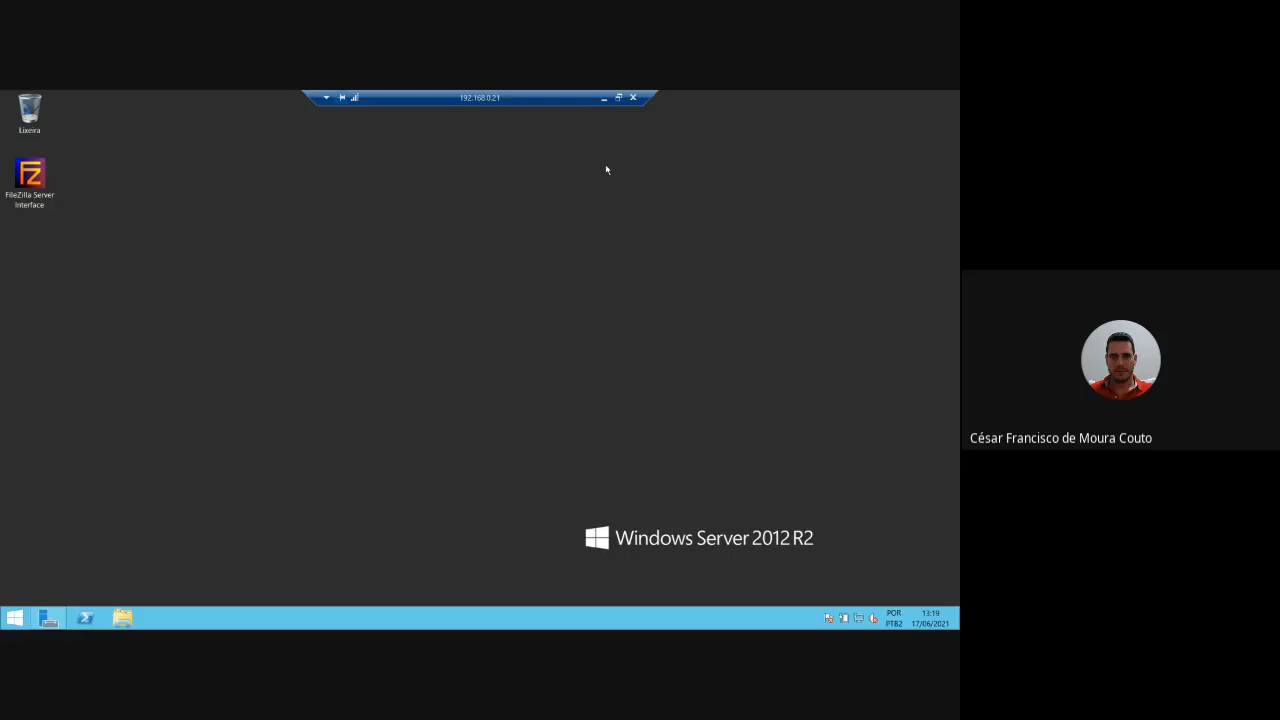 192.168.0.21
Lixeira
FileZilla Server
Interface
César Francisco de Moura Couto
Windows Server 2012 R2
POR
PTB2
13:19
17/06/2021